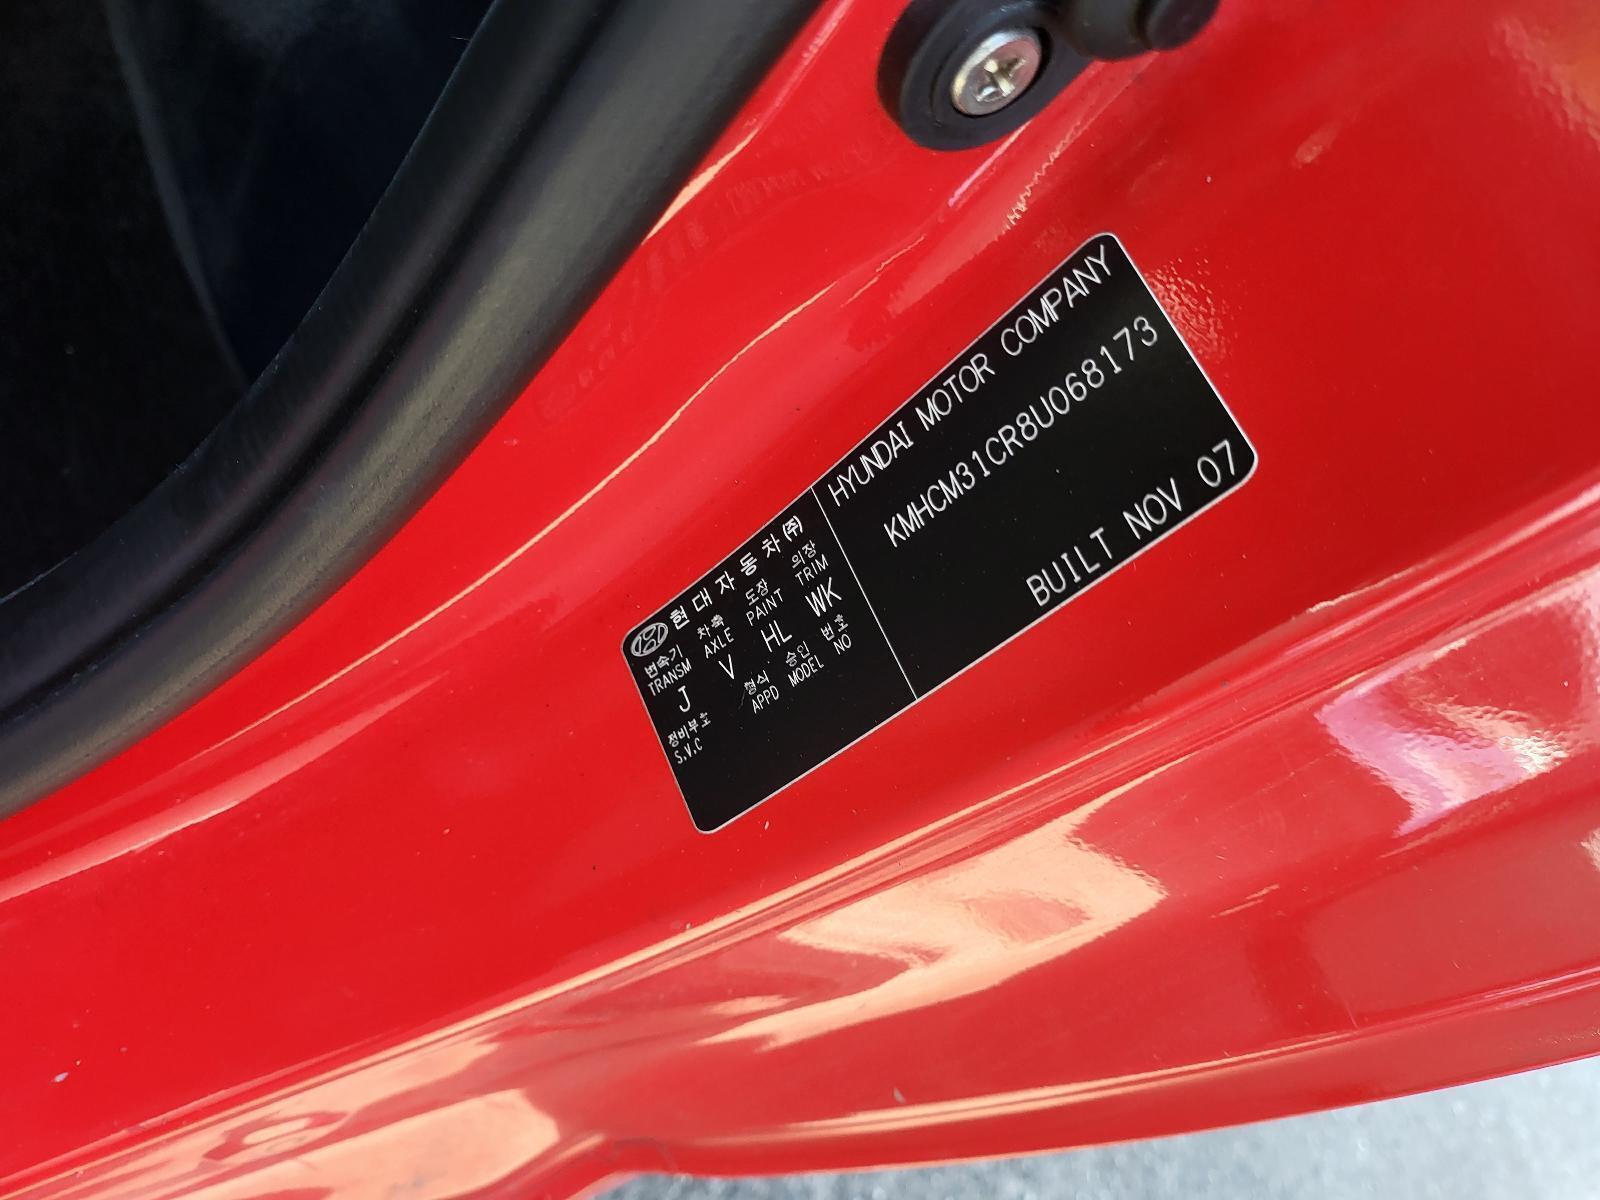 현대자동차(주)
변속기 차축 도장 의장
TRANSM AXLE PAINT TRIM
J V HL WK
정비부호 형식 승인 번호
S.V.C APPD MODEL NO
HYUNDAI MOTOR COMPANY
KMHCM31CR8U068173
BUILT NOV 07